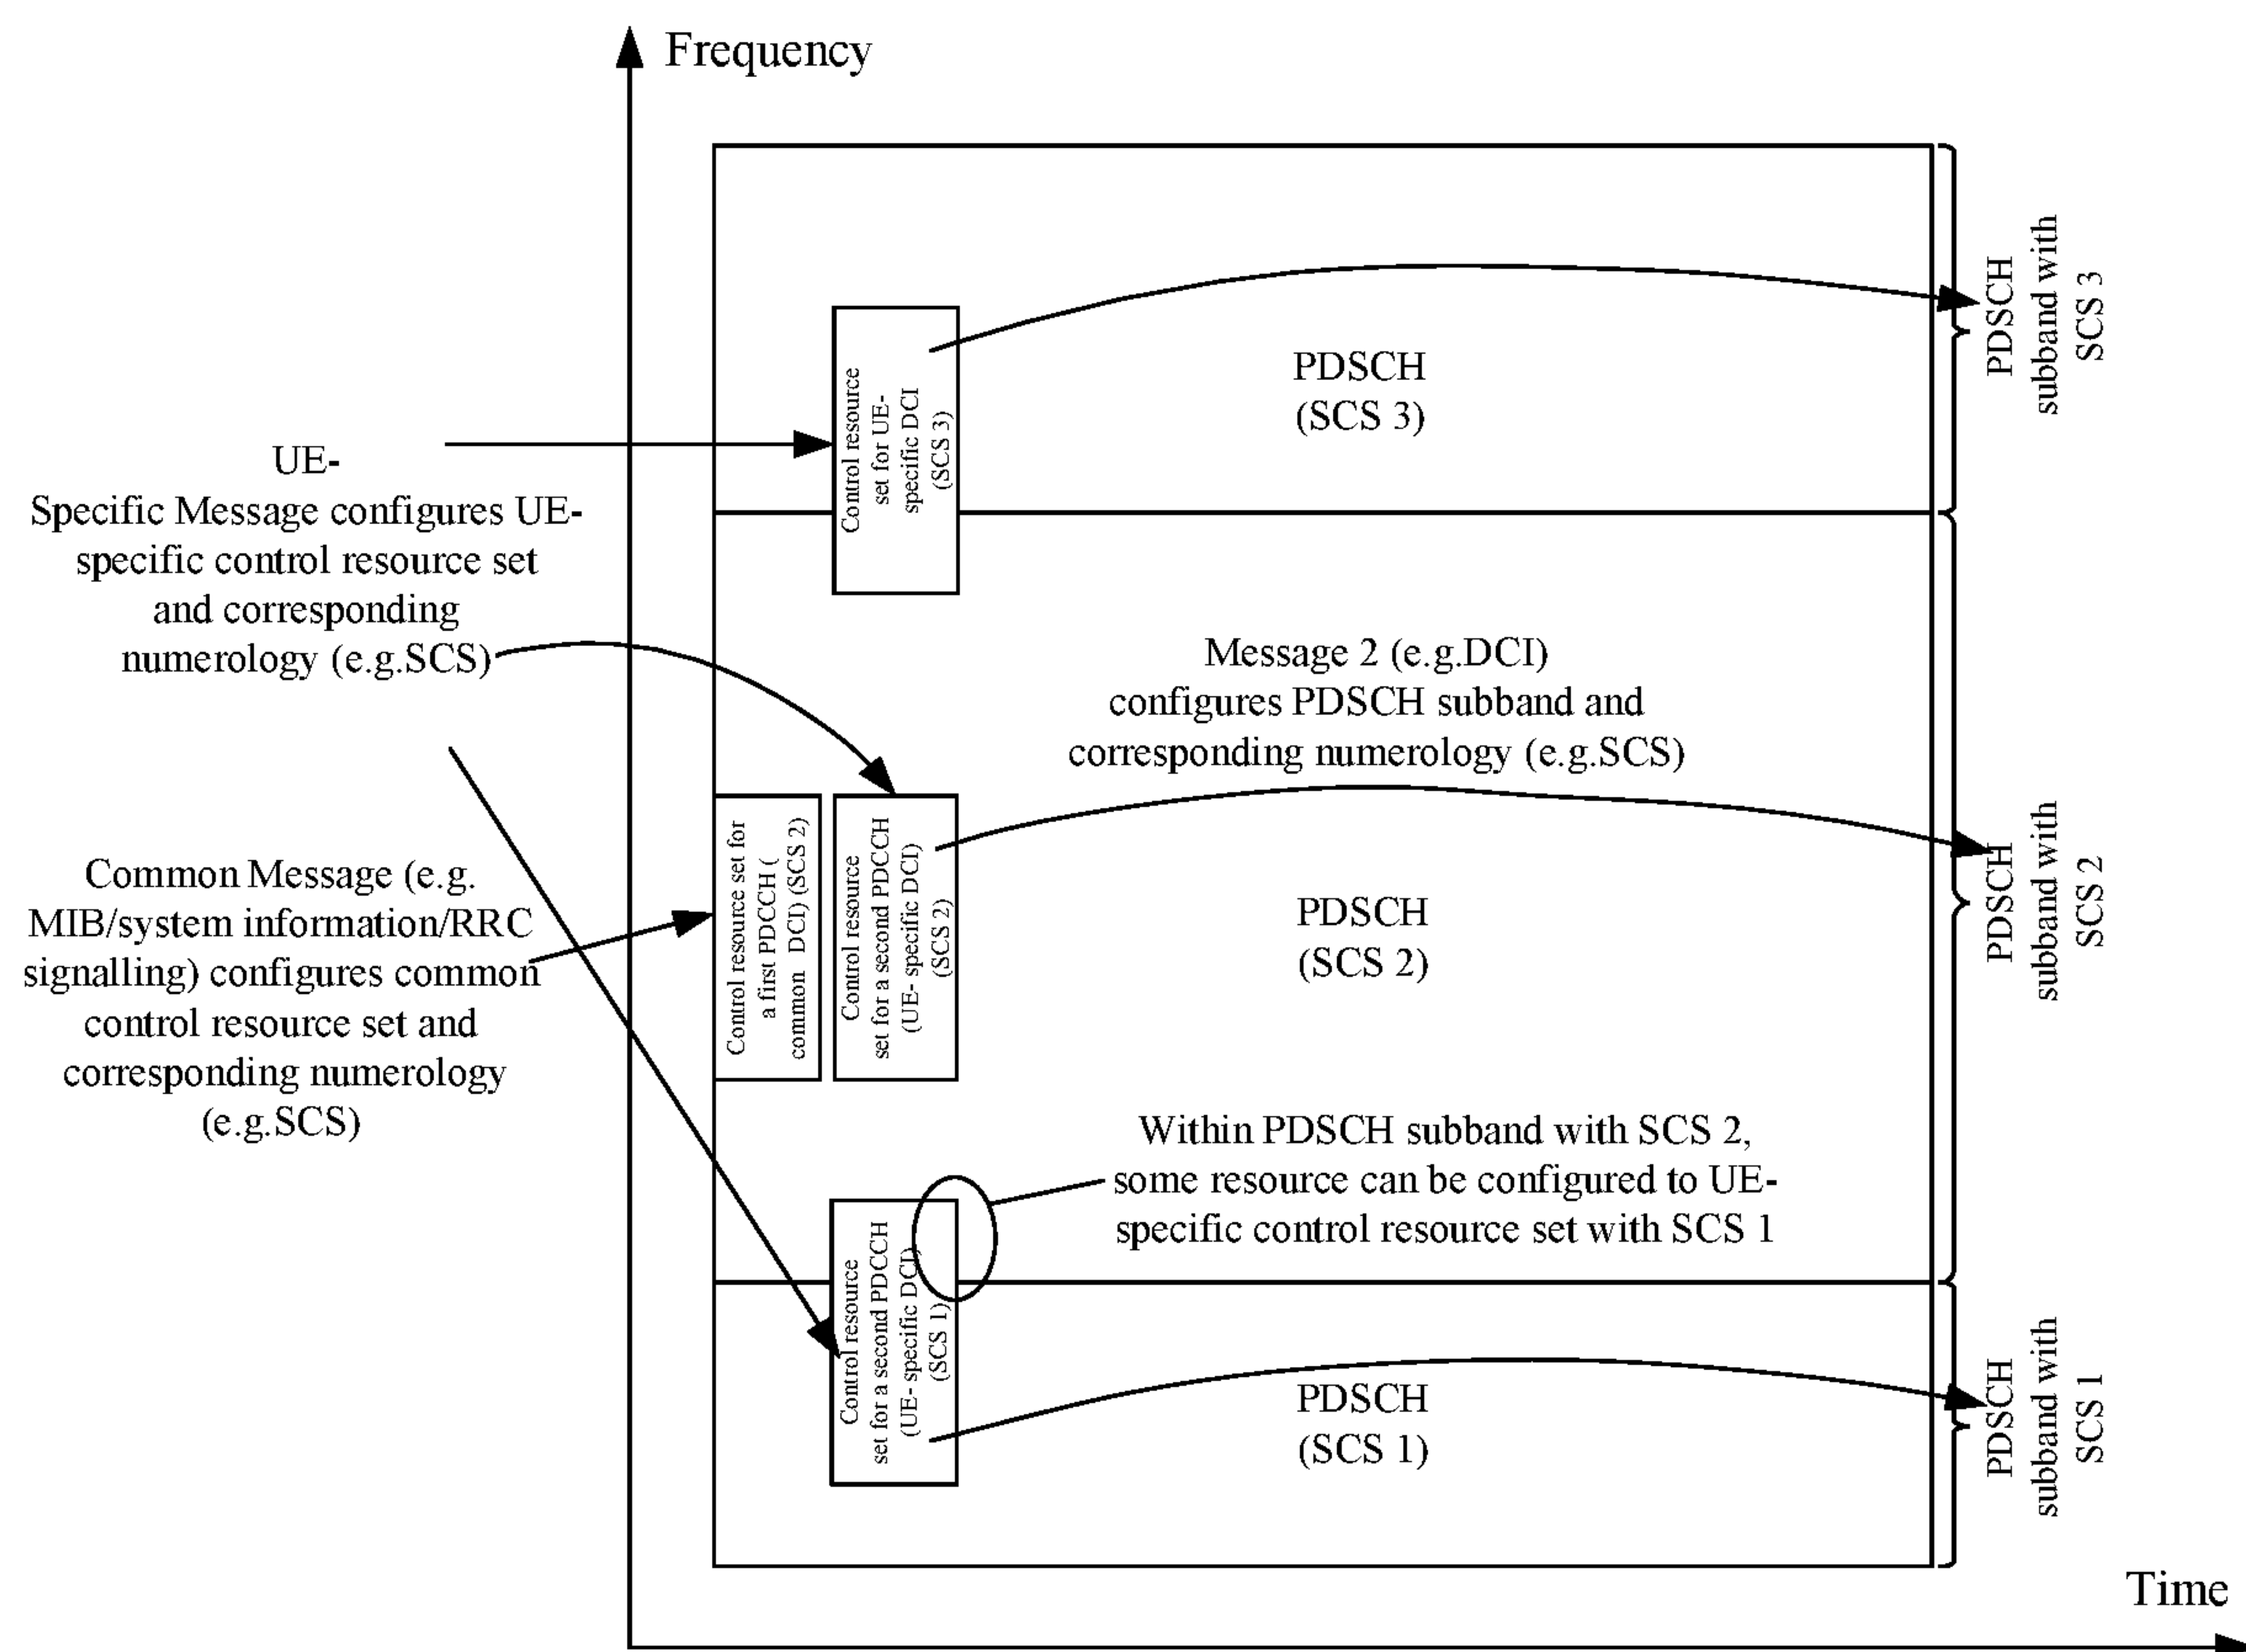 Frequency
UE-
Specific Message configures UE-
specific control resource set
and corresponding
numerology (e.g.SCS)
Common Message (e.g.
MIB/system information/RRC
signalling) configures common
control resource set and
corresponding numerology
(e.g.SCS)
Control resource
set for UE-
specific DCI
(SCS 3)
PDSCH
(SCS 3)
PDSCH
subband with
SCS 3
Message 2 (e.g.DCI)
configures PDSCH subband and
corresponding numerology (e.g.SCS)
Control resource set for
a first PDCCH (
common DCI) (SCS 2)
Control resource
set for a second PDCCH
(UE- specific DCI)
(SCS 2)
PDSCH
(SCS 2)
PDSCH
subband with
SCS 2
Within PDSCH subband with SCS 2,
some resource can be configured to UE-
specific control resource set with SCS 1
Control resource
set for a second PDCCH
(UE- specific DCI)
(SCS 1)
PDSCH
(SCS 1)
PDSCH
subband with
SCS 1
Time